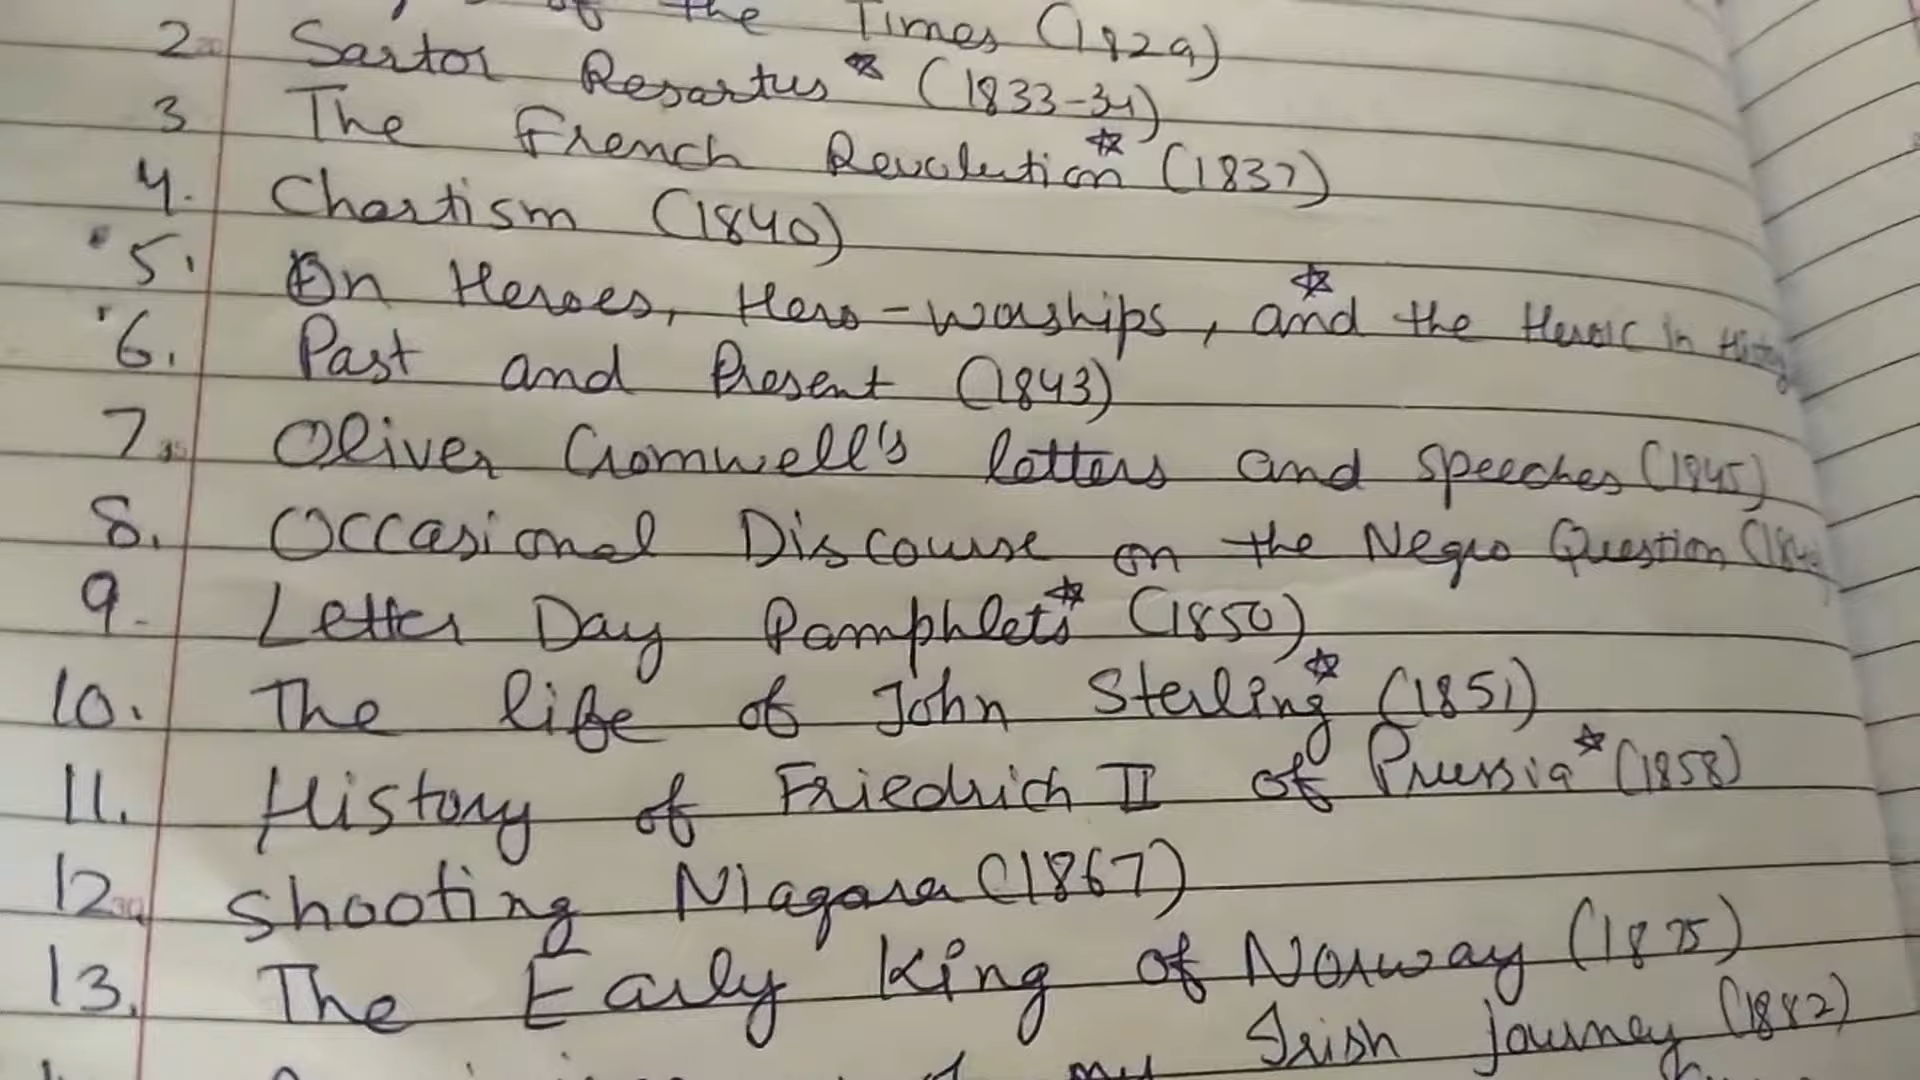 of the Times (1829)
2. Sartor Resartus* (1833-34)
3 The French Revolution* (1837)
4. Chartism (1840)
5. On Heroes, Hero-worships, and* the Heroic in History
6. Past and Present (1843)
7. Oliver Cromwell's letters and speeches (1845)
8. Occasional Discourse on the Negro Question
9. Letter Day Pamphlets* (1850)
10. The life of John Sterling* (1851)
11. History of Friedrich II of Prussia* (1858)
12. Shooting Niagara (1867)
13. The Early King of Norway (1875)
my Irish journey (1882)